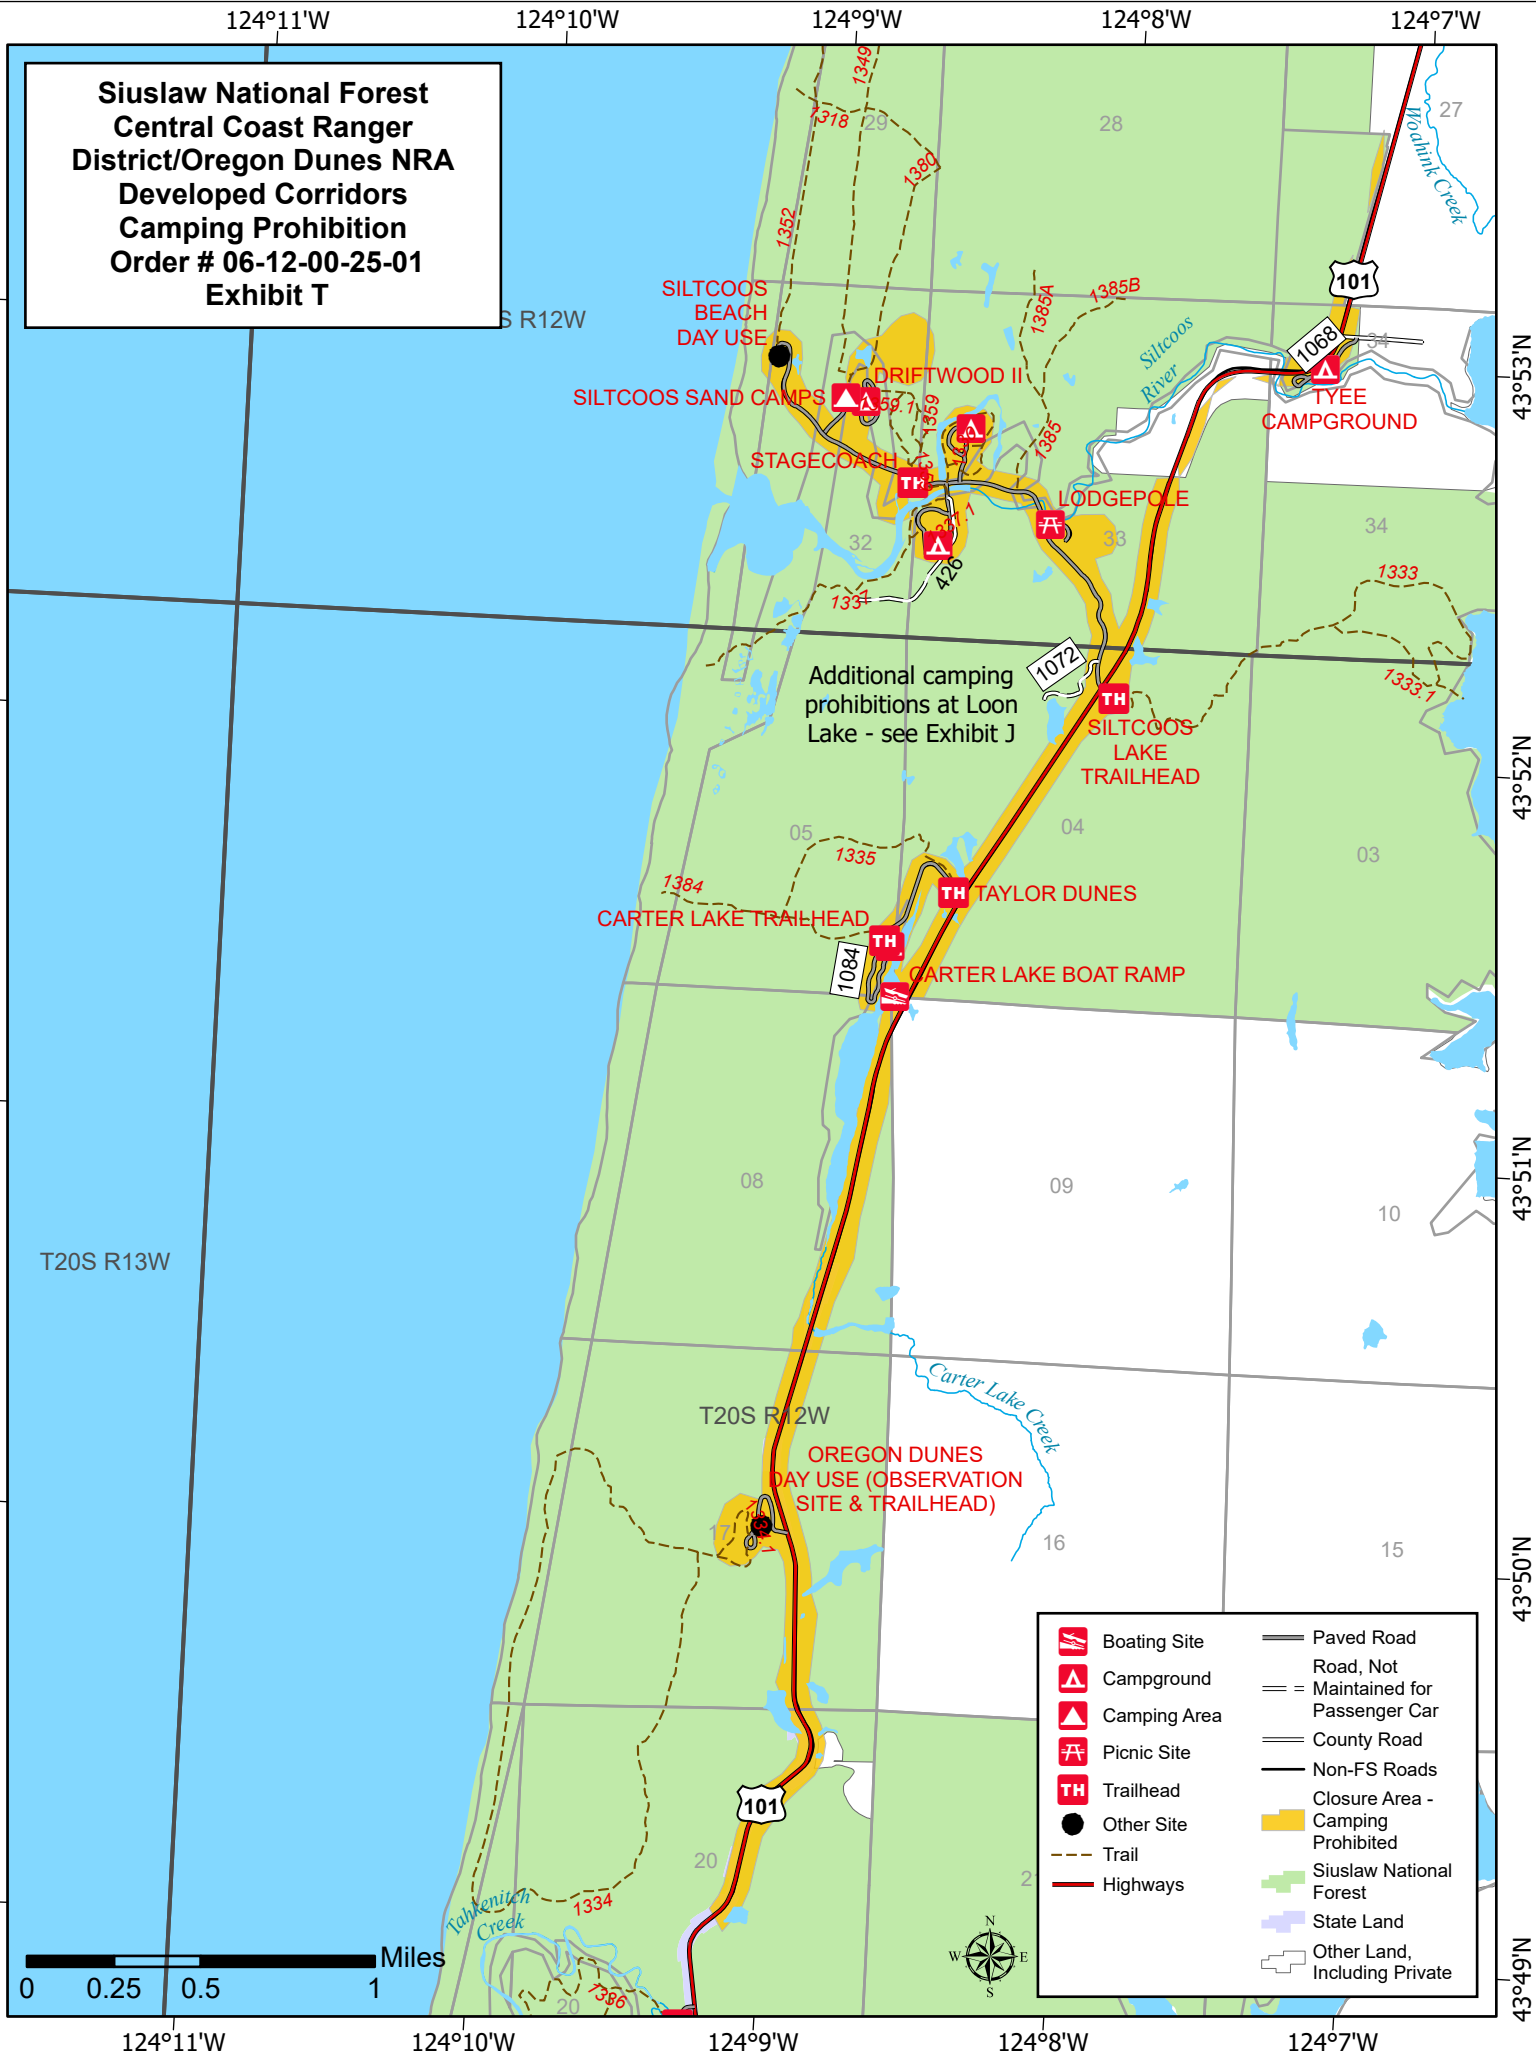 124°11'W
124°10'W
124°9'W
124°8'W
124°7'W
Siuslaw National Forest
Central Coast Ranger
District/Oregon Dunes NRA
Developed Corridors
Camping Prohibition
Order # 06-12-00-25-01
Exhibit T
S R12W
1349
1318
29
28
27
1380
1352
Woahink Creek
101
SILTCOOS
BEACH
DAY USE
1385A
1385B
Siltcoos
River
1068
34
43°53'N
DRIFTWOOD II
SILTCOOS SAND CAMPS
1359
TYEE
CAMPGROUND
1385
STAGECOACH
TH
LODGEPOLE
32
33
34
426
1337
1333
1333.1
Additional camping
prohibitions at Loon
Lake - see Exhibit J
1072
TH
SILTCOOS
LAKE
TRAILHEAD
43°52'N
05
04
03
1335
1384
TH
TAYLOR DUNES
CARTER LAKE TRAILHEAD
TH
1084
CARTER LAKE BOAT RAMP
08
09
10
43°51'N
T20S R13W
Carter Lake Creek
T20S R12W
OREGON DUNES
DAY USE (OBSERVATION
SITE & TRAILHEAD)
17
16
15
43°50'N
101
20
1334
Tahkenitch
Creek
1336
20
Miles
0
0.25
0.5
1
N
W
E
S
Boating Site
Campground
Camping Area
Picnic Site
TH
Trailhead
Other Site
Trail
Highways
Paved Road
Road, Not
Maintained for
Passenger Car
County Road
Non-FS Roads
Closure Area -
Camping
Prohibited
Siuslaw National
Forest
State Land
Other Land,
Including Private
43°49'N
124°11'W
124°10'W
124°9'W
124°8'W
124°7'W